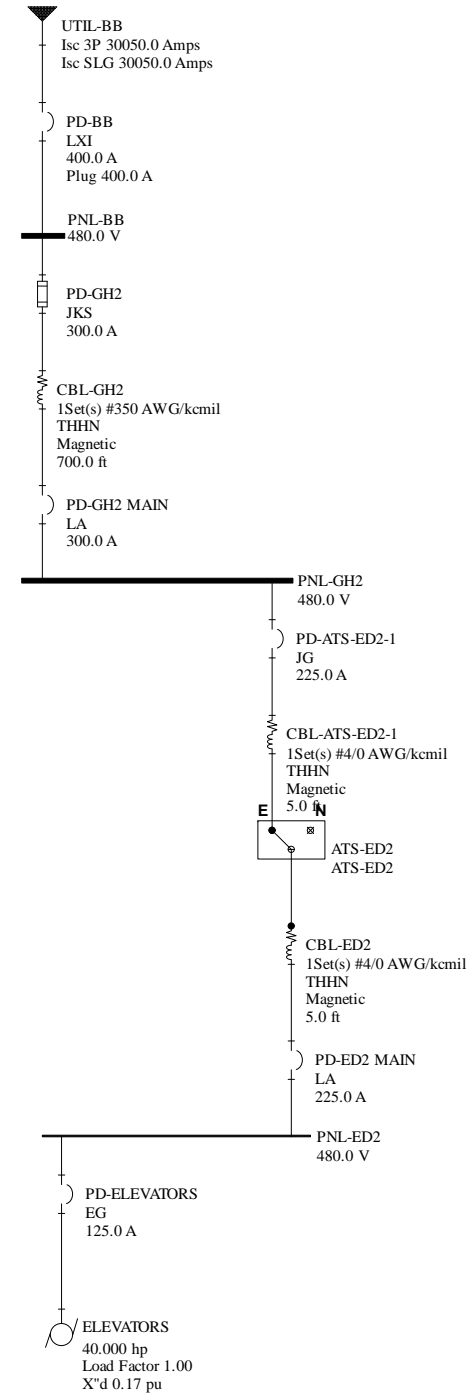 UTIL-BB
Isc 3P 30050.0 Amps
Isc SLG 30050.0 Amps
PD-BB
LXI
400.0 A
Plug 400.0 A
PNL-BB
480.0 V
PD-GH2
JKS
300.0 A
CBL-GH2
1Set(s) #350 AWG/kcmil
THHN
Magnetic
700.0 ft
PD-GH2 MAIN
LA
300.0 A
PNL-GH2
480.0 V
PD-ATS-ED2-1
JG
225.0 A
CBL-ATS-ED2-1
1Set(s) #4/0 AWG/kcmil
THHN
Magnetic
5.0 ft
E N
ATS-ED2
ATS-ED2
CBL-ED2
1Set(s) #4/0 AWG/kcmil
THHN
Magnetic
5.0 ft
PD-ED2 MAIN
LA
225.0 A
PNL-ED2
480.0 V
PD-ELEVATORS
EG
125.0 A
ELEVATORS
40.000 hp
Load Factor 1.00
X"d 0.17 pu